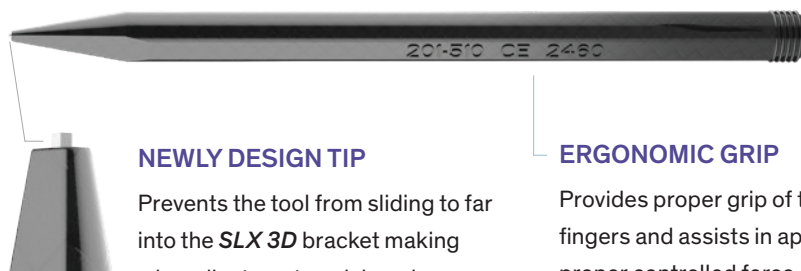 201-510 CE 2460
NEWLY DESIGN TIP
Prevents the tool from sliding to far
into the SLX 3D bracket making
ERGONOMIC GRIP
Provides proper grip of
fingers and assists in